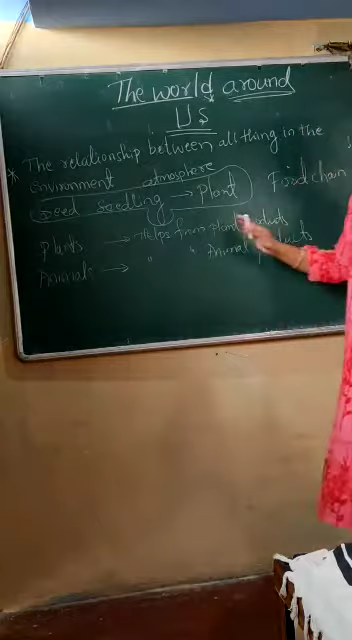 The world around
US
* The relationship between all thing in the
environment atmosphere
Seed Seedling → Plant Food chain
Plants → Helps from plant products
Animals → " " Animal products